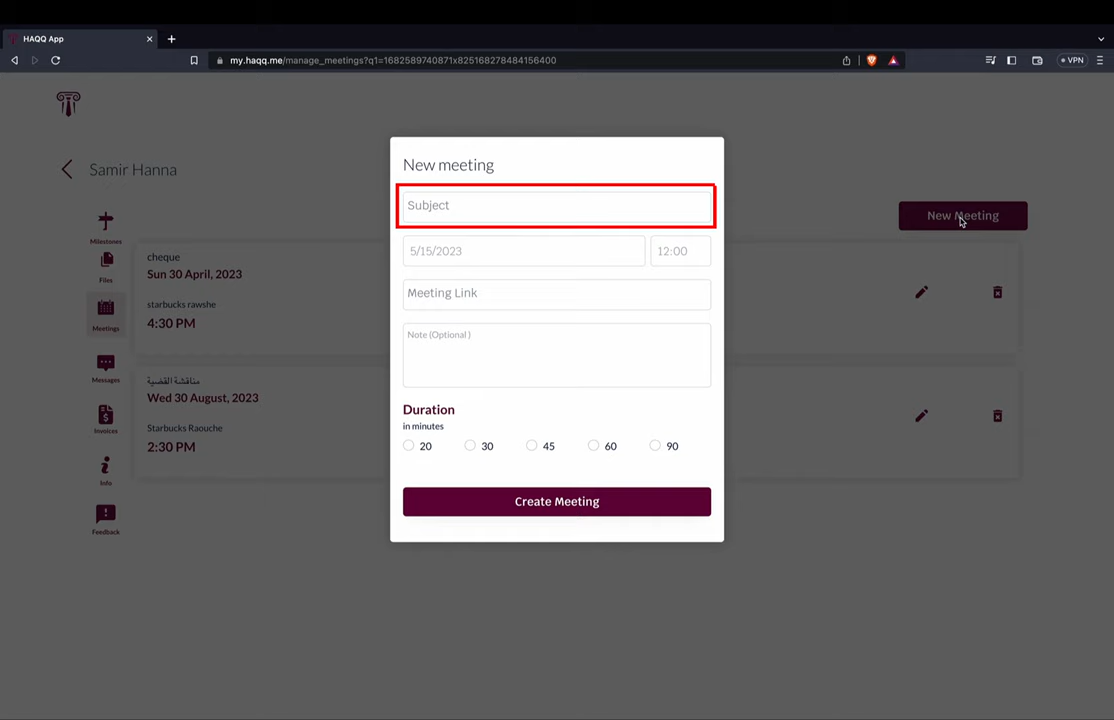 HAQQ App
my.haqq.me/manage_meetings?q1=1682589740871x825168278484156400
VPN
Samir Hanna
New Meeting
Milestones
Files
Meetings
Messages
Invoices
Info
Feedback
cheque
Sun 30 April, 2023
starbucks rawshe
4:30 PM
مناقشة القضية
Wed 30 August, 2023
Starbucks Raouche
2:30 PM
New meeting
Subject
5/15/2023
12:00
Meeting Link
Note (Optional )
Duration
in minutes
20 30 45 60 90
Create Meeting